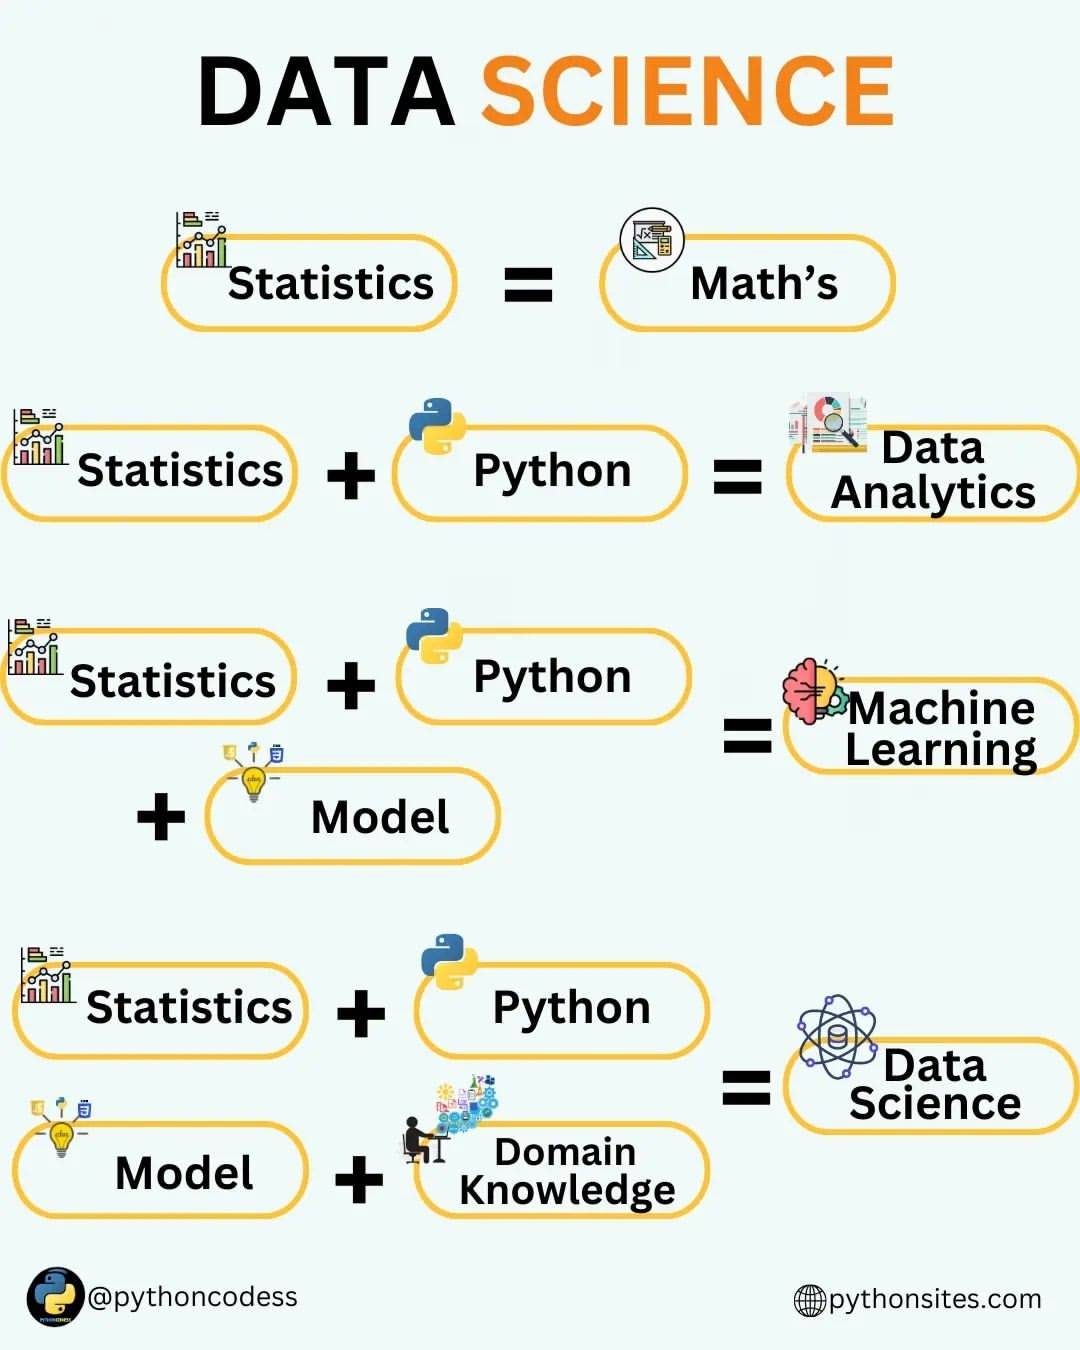 DATA SCIENCE
Statistics = Math's
Statistics + Python = Data
Analytics
Statistics + Python
= Machine
Learning
+ Model
Statistics + Python
= Data
Science
Model + Domain
Knowledge
@pythoncodess
pythonsites.com